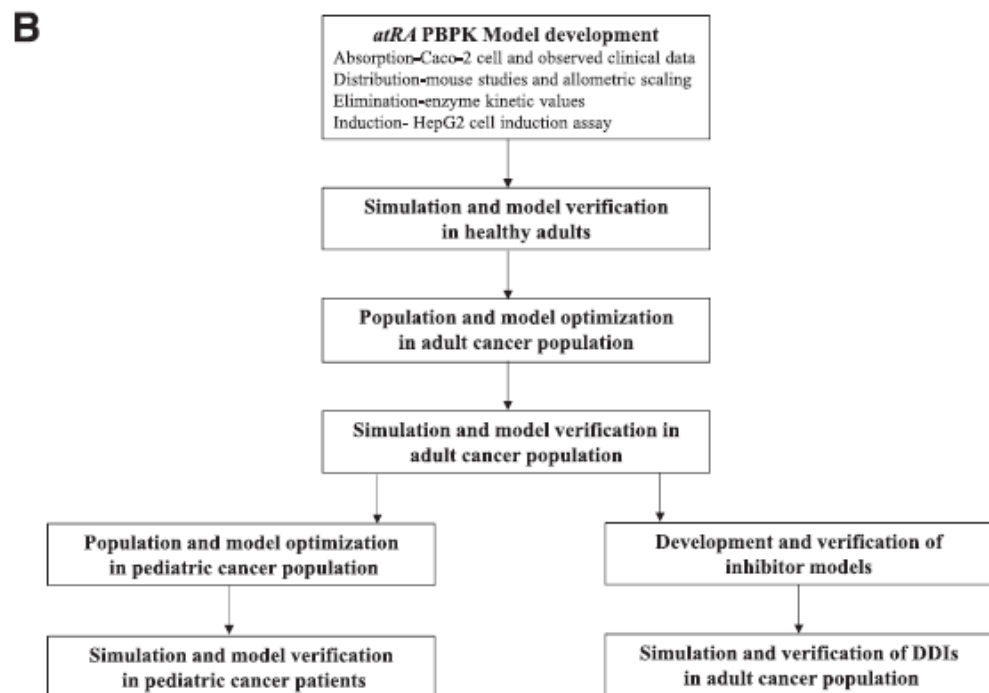 B
atRA PBPK Model development
Absorption-Caco-2 cell and observed clinical data
Distribution-mouse studies and allometric scaling
Elimination-enzyme kinetic values
Induction- HepG2 cell induction assay
Simulation and model verification
in healthy adults
Population and model optimization
in adult cancer population
Simulation and model verification in
adult cancer population
Population and model optimization
in pediatric cancer population
Simulation and model verification
in pediatric cancer patients
Development and verification of
inhibitor models
Simulation and verification of DDIs
in adult cancer population